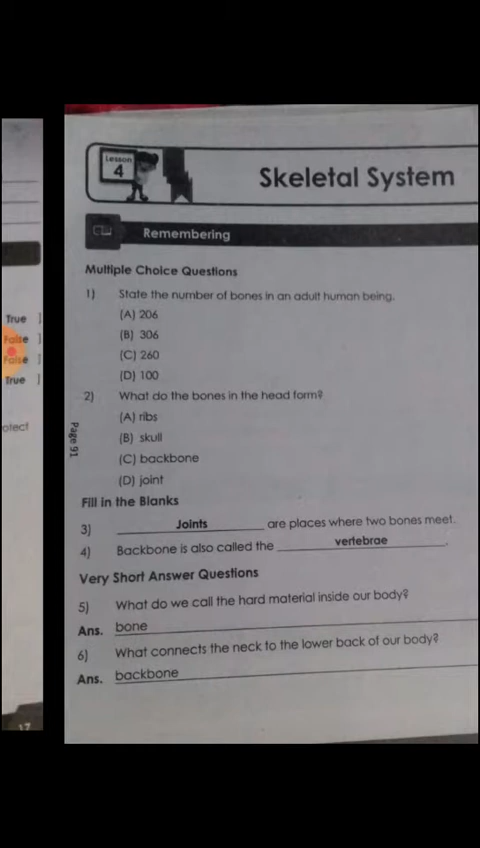 True ]
False ]
False ]
True ]
otect
17
Lesson
4
Skeletal System
Remembering
Multiple Choice Questions
1) State the number of bones in an adult human being.
(A) 206
(B) 306
(C) 260
(D) 100
2) What do the bones in the head form?
(A) ribs
(B) skull
(C) backbone
(D) joint
Page 91
Fill in the Blanks
3) Joints are places where two bones meet.
4) Backbone is also called the vertebrae.
Very Short Answer Questions
5) What do we call the hard material inside our body?
Ans. bone
6) What connects the neck to the lower back of our body?
Ans. backbone